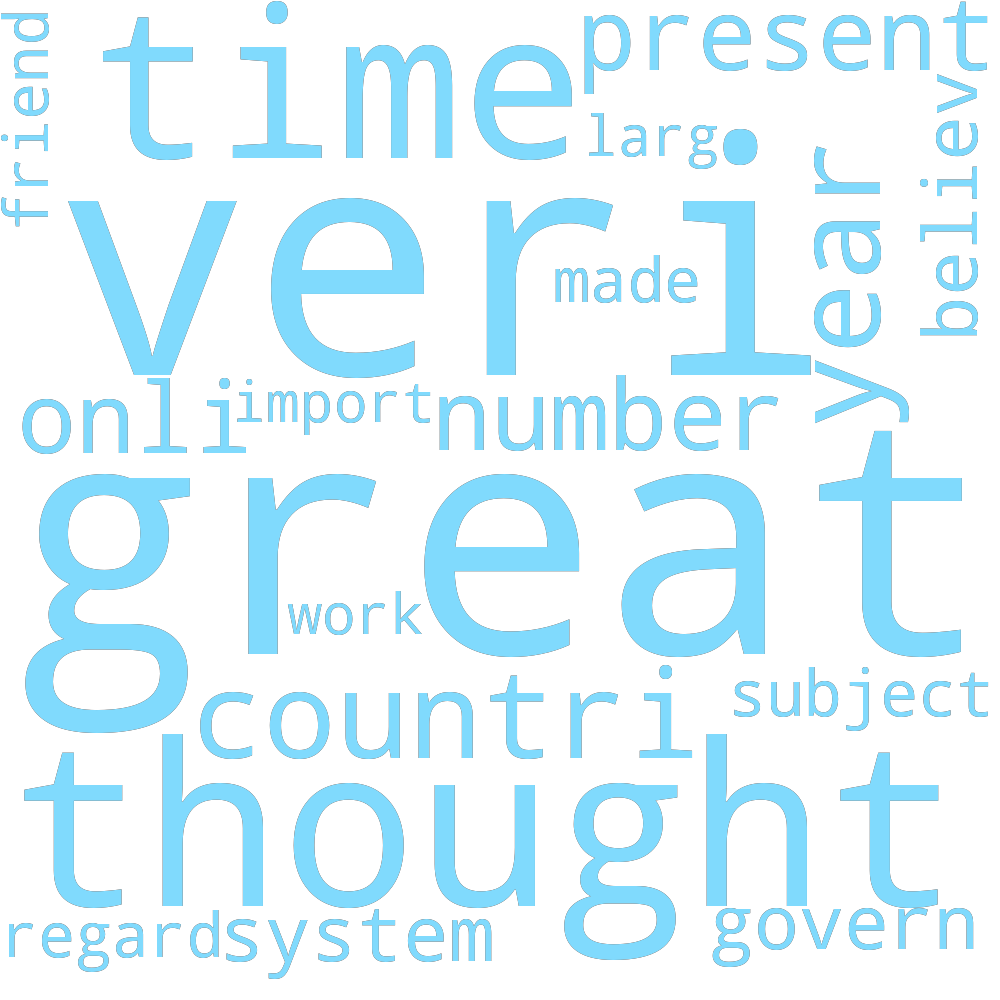 friend
time
present
larg
believ
year
veri
made
onli
import
number
great
work
countri
subject
thought
regard
system
govern